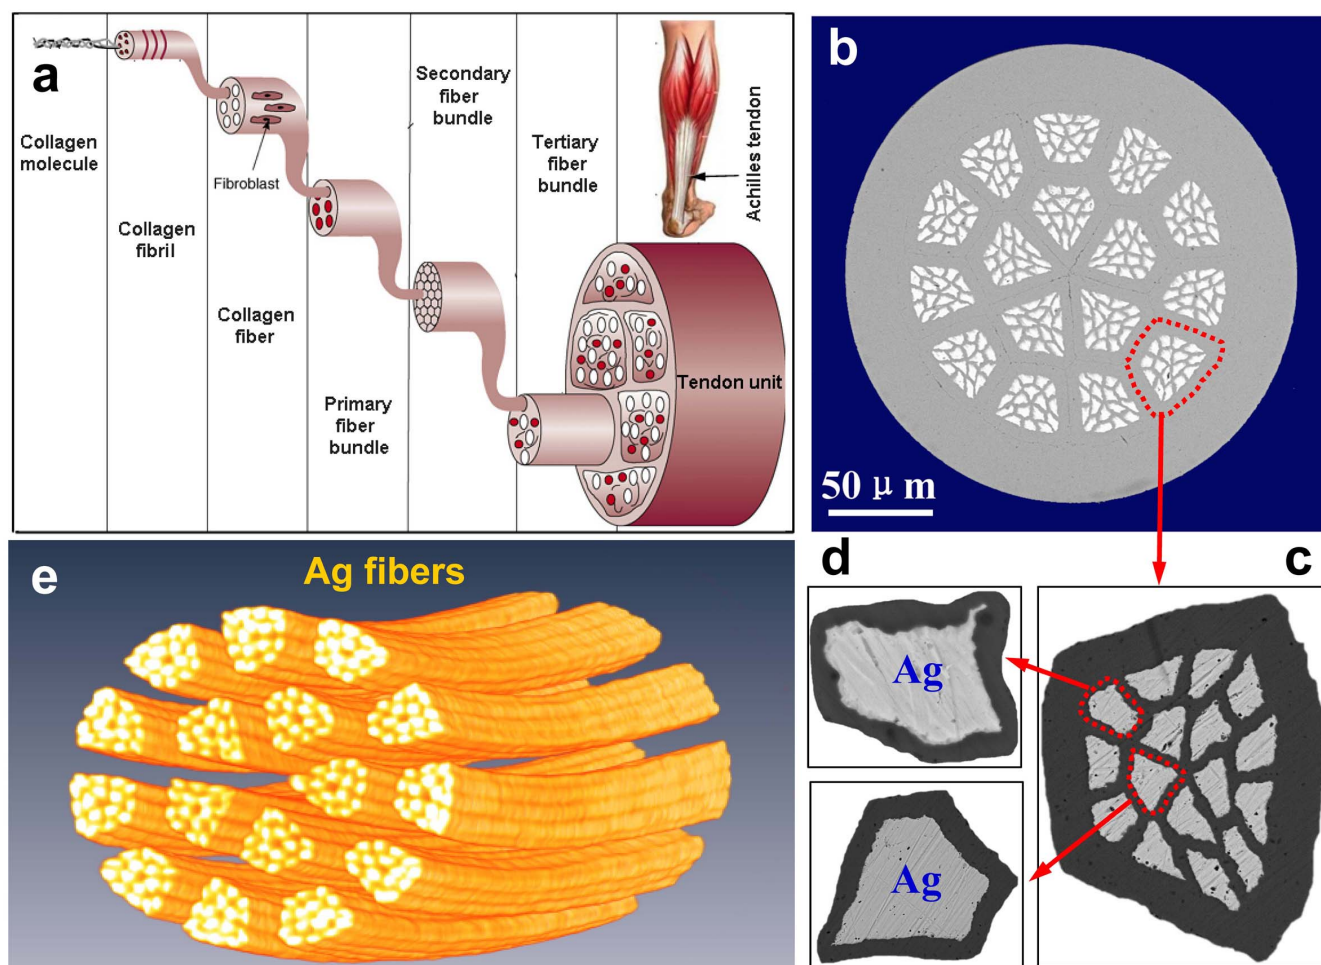 a
Collagen
molecule
Collagen
fibril
Fibroblast
Collagen
fiber
Primary
fiber
bundle
Secondary
fiber
bundle
Tertiary
fiber
bundle
Achilles tendon
Tendon unit
b
50 μm
c
d
Ag
Ag
e
Ag fibers